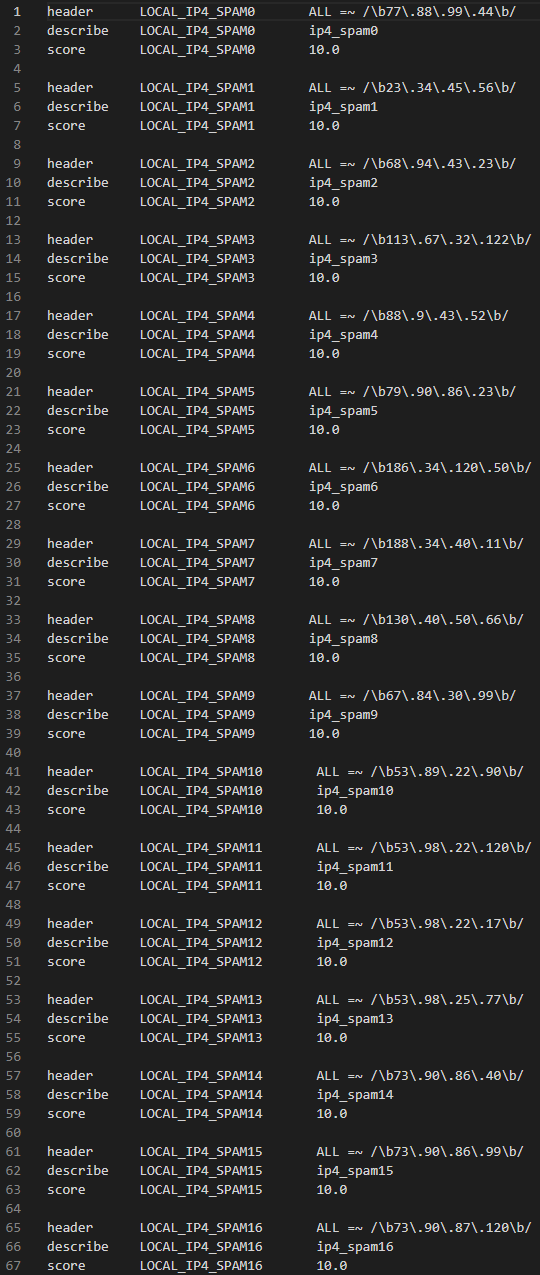 1 header LOCAL_IP4_SPAM0 ALL =~ /\b77\.88\.99\.44\b/
2 describe LOCAL_IP4_SPAM0 ip4_spam0
3 score LOCAL_IP4_SPAM0 10.0
4
5 header LOCAL_IP4_SPAM1 ALL =~ /\b23\.34\.45\.56\b/
6 describe LOCAL_IP4_SPAM1 ip4_spam1
7 score LOCAL_IP4_SPAM1 10.0
8
9 header LOCAL_IP4_SPAM2 ALL =~ /\b68\.94\.43\.23\b/
10 describe LOCAL_IP4_SPAM2 ip4_spam2
11 score LOCAL_IP4_SPAM2 10.0
12
13 header LOCAL_IP4_SPAM3 ALL =~ /\b113\.67\.32\.122\b/
14 describe LOCAL_IP4_SPAM3 ip4_spam3
15 score LOCAL_IP4_SPAM3 10.0
16
17 header LOCAL_IP4_SPAM4 ALL =~ /\b88\.9\.43\.52\b/
18 describe LOCAL_IP4_SPAM4 ip4_spam4
19 score LOCAL_IP4_SPAM4 10.0
20
21 header LOCAL_IP4_SPAM5 ALL =~ /\b79\.90\.86\.23\b/
22 describe LOCAL_IP4_SPAM5 ip4_spam5
23 score LOCAL_IP4_SPAM5 10.0
24
25 header LOCAL_IP4_SPAM6 ALL =~ /\b186\.34\.120\.50\b/
26 describe LOCAL_IP4_SPAM6 ip4_spam6
27 score LOCAL_IP4_SPAM6 10.0
28
29 header LOCAL_IP4_SPAM7 ALL =~ /\b188\.34\.40\.11\b/
30 describe LOCAL_IP4_SPAM7 ip4_spam7
31 score LOCAL_IP4_SPAM7 10.0
32
33 header LOCAL_IP4_SPAM8 ALL =~ /\b130\.40\.50\.66\b/
34 describe LOCAL_IP4_SPAM8 ip4_spam8
35 score LOCAL_IP4_SPAM8 10.0
36
37 header LOCAL_IP4_SPAM9 ALL =~ /\b67\.84\.30\.99\b/
38 describe LOCAL_IP4_SPAM9 ip4_spam9
39 score LOCAL_IP4_SPAM9 10.0
40
41 header LOCAL_IP4_SPAM10 ALL =~ /\b53\.89\.22\.90\b/
42 describe LOCAL_IP4_SPAM10 ip4_spam10
43 score LOCAL_IP4_SPAM10 10.0
44
45 header LOCAL_IP4_SPAM11 ALL =~ /\b53\.98\.22\.120\b/
46 describe LOCAL_IP4_SPAM11 ip4_spam11
47 score LOCAL_IP4_SPAM11 10.0
48
49 header LOCAL_IP4_SPAM12 ALL =~ /\b53\.98\.22\.17\b/
50 describe LOCAL_IP4_SPAM12 ip4_spam12
51 score LOCAL_IP4_SPAM12 10.0
52
53 header LOCAL_IP4_SPAM13 ALL =~ /\b53\.98\.25\.77\b/
54 describe LOCAL_IP4_SPAM13 ip4_spam13
55 score LOCAL_IP4_SPAM13 10.0
56
57 header LOCAL_IP4_SPAM14 ALL =~ /\b73\.90\.86\.40\b/
58 describe LOCAL_IP4_SPAM14 ip4_spam14
59 score LOCAL_IP4_SPAM14 10.0
60
61 header LOCAL_IP4_SPAM15 ALL =~ /\b73\.90\.86\.99\b/
62 describe LOCAL_IP4_SPAM15 ip4_spam15
63 score LOCAL_IP4_SPAM15 10.0
64
65 header LOCAL_IP4_SPAM16 ALL =~ /\b73\.90\.87\.120\b/
66 describe LOCAL_IP4_SPAM16 ip4_spam16
67 score LOCAL_IP4_SPAM16 10.0